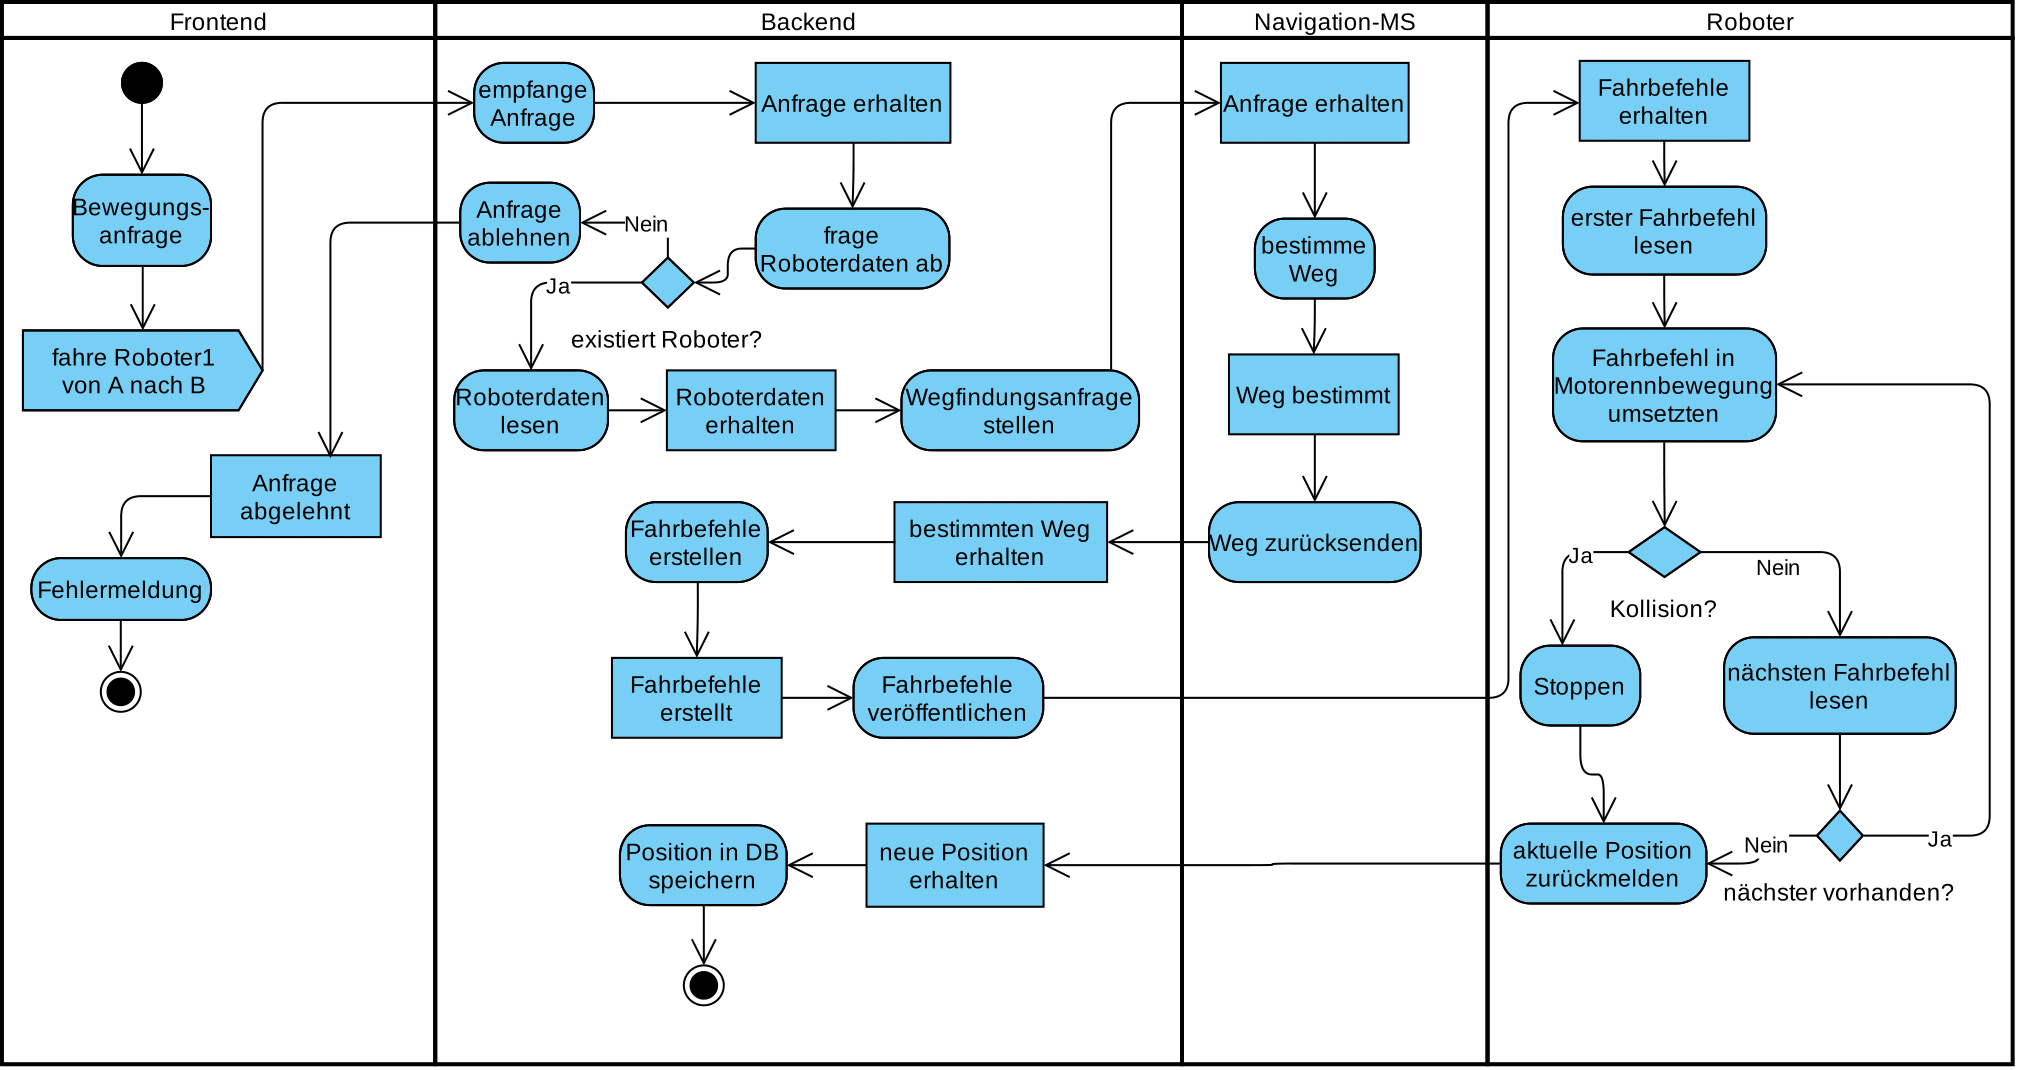 Frontend
Backend
Navigation-MS
Roboter
Bewegungs-
anfrage
fahre Roboter1
von A nach B
Anfrage
abgelehnt
Fehlermeldung
empfange
Anfrage
Anfrage erhalten
Anfrage
ablehnen
Nein
frage
Roboterdaten ab
Ja
existiert Roboter?
Roboterdaten
lesen
Roboterdaten
erhalten
Wegfindungsanfrage
stellen
Fahrbefehle
erstellen
bestimmten Weg
erhalten
Fahrbefehle
erstellt
Fahrbefehle
veröffentlichen
Position in DB
speichern
neue Position
erhalten
Anfrage erhalten
bestimme
Weg
Weg bestimmt
Weg zurücksenden
Fahrbefehle
erhalten
erster Fahrbefehl
lesen
Fahrbefehl in
Motorennbewegung
umsetzten
Ja
Nein
Kollision?
Stoppen
nächsten Fahrbefehl
lesen
aktuelle Position
zurückmelden
Nein
Ja
nächster vorhanden?